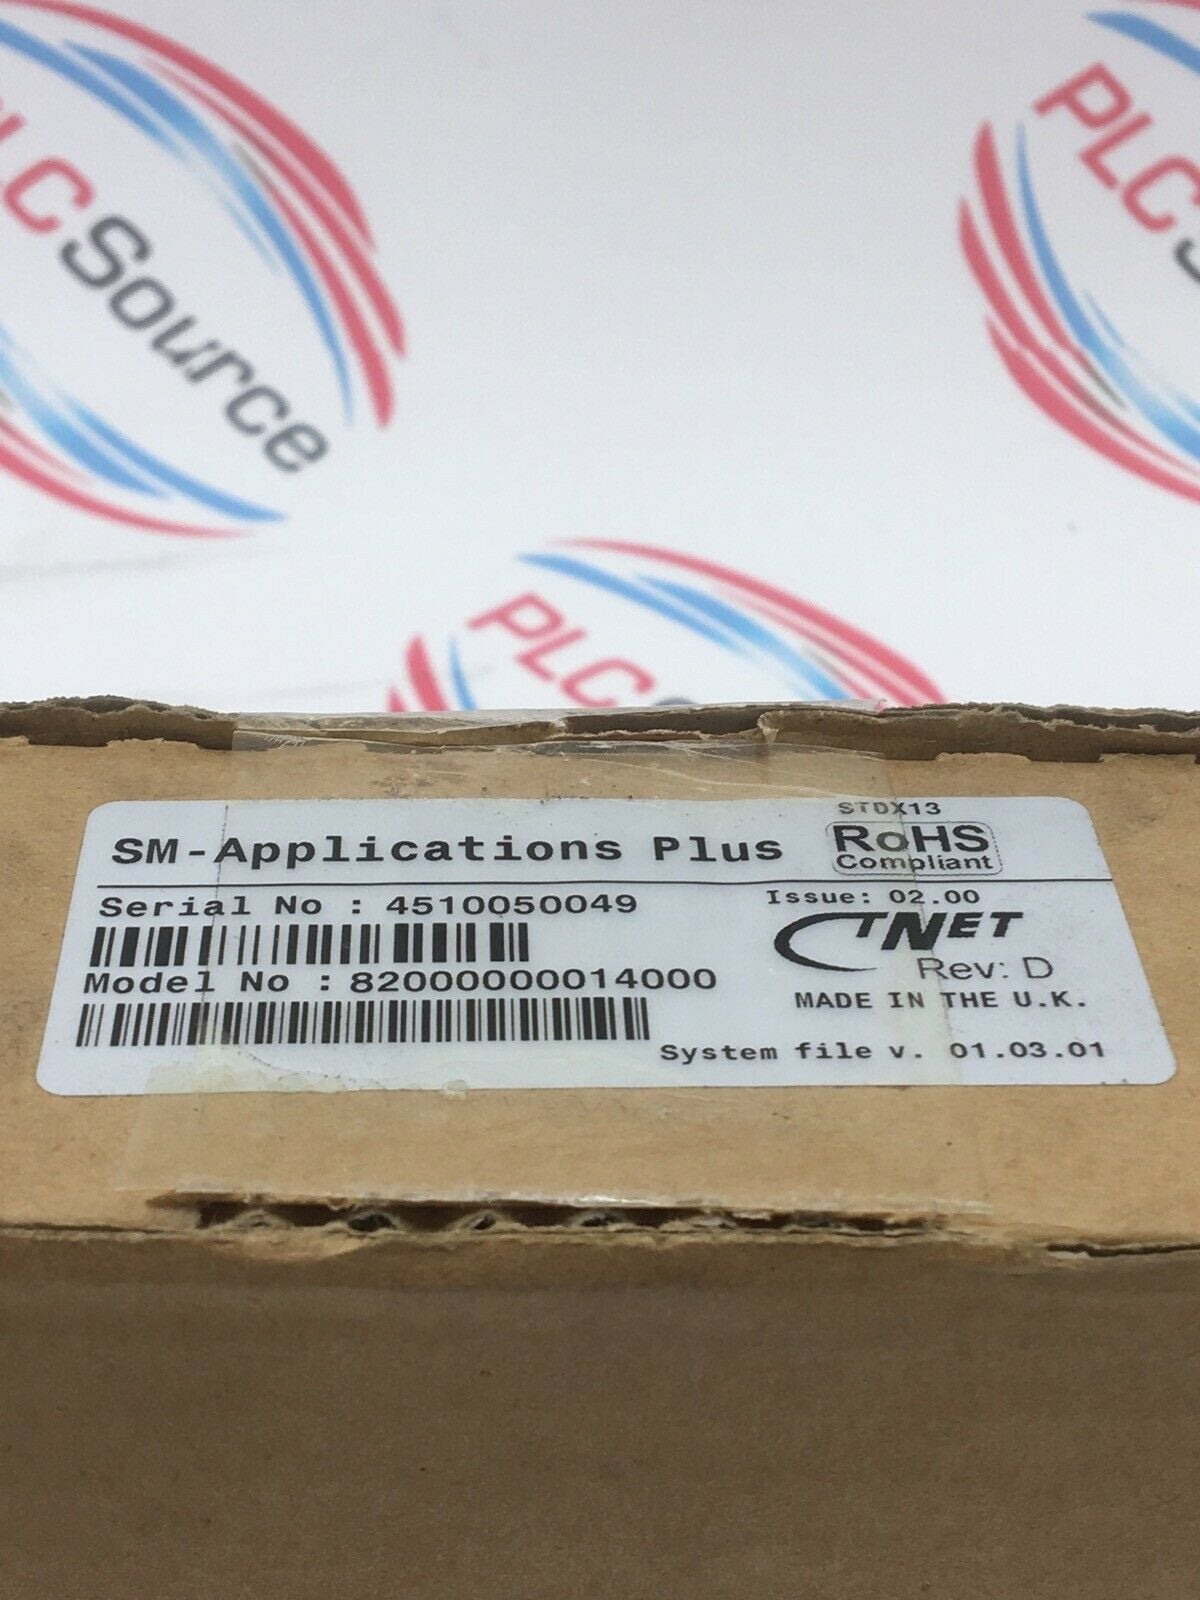 PLC Source
PLC S
PLC
STDX13
SM-Applications Plus
RoHS
Compliant
Serial No : 4510050049
Issue: 02.00
CTNET
Model No : 82000000014000
Rev: D
MADE IN THE U.K.
System file v. 01.03.01